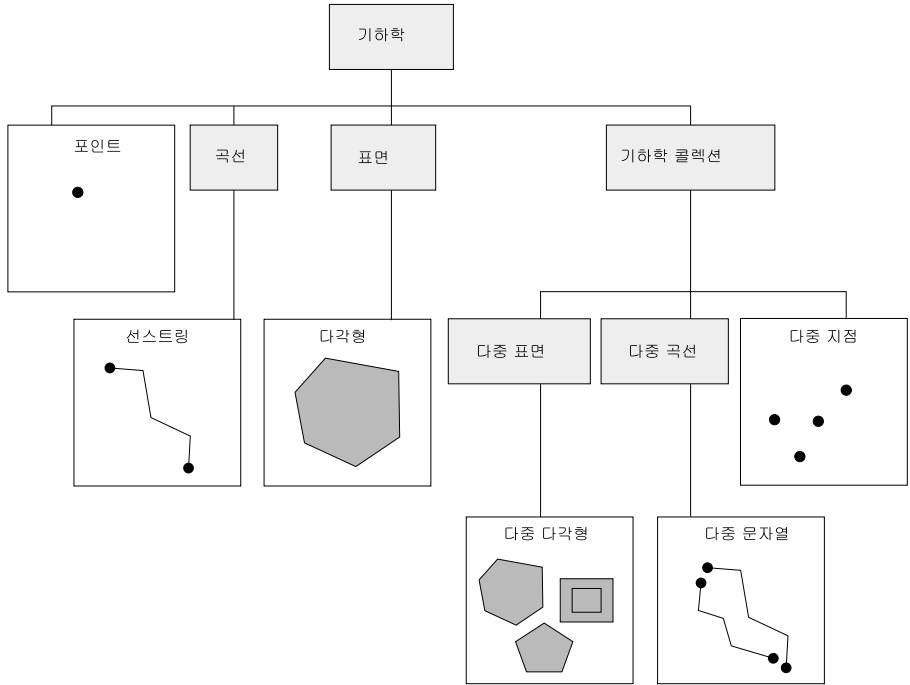 기하학
포인트
곡선
표면
기하학 콜렉션
선스트링
다각형
다중 표면
다중 곡선
다중 지점
다중 다각형
다중 문자열